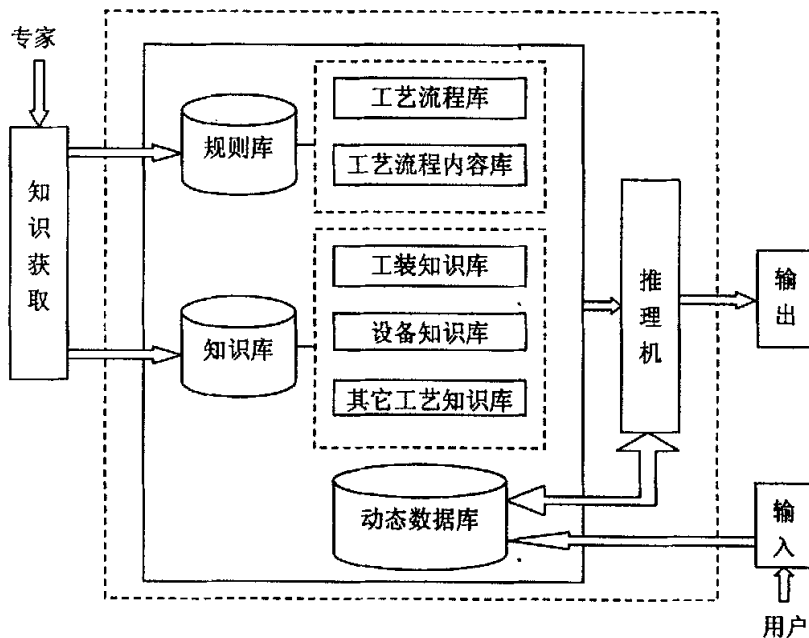 专家
知识获取
规则库
工艺流程库
工艺流程内容库
知识库
工装知识库
设备知识库
其它工艺知识库
动态数据库
推理机
输出
输入
用户